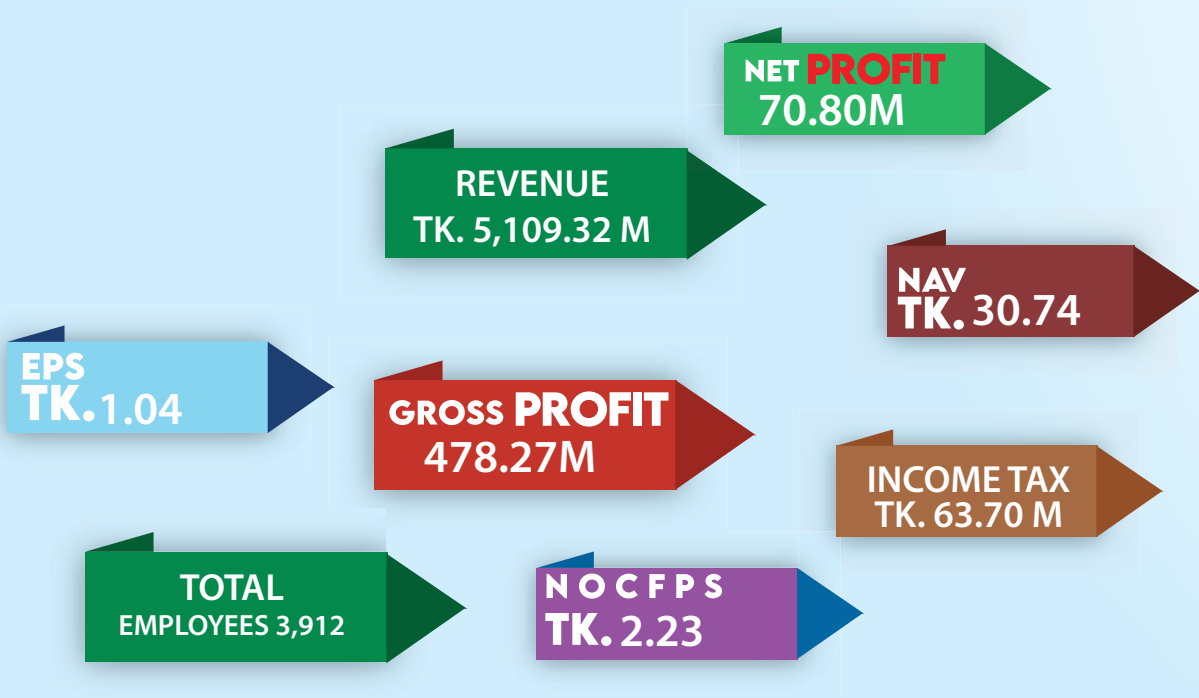 NET PROFIT
70.80M
REVENUE
TK. 5,109.32 M
NAV
TK. 30.74
EPS
TK. 1.04
GROSS PROFIT
478.27M
INCOME TAX
TK. 63.70 M
TOTAL
EMPLOYEES 3,912
NOCFPS
TK. 2.23